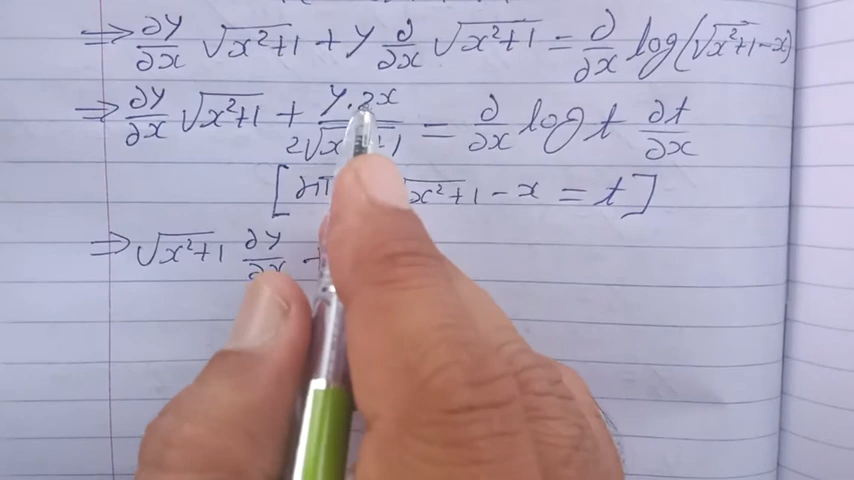 ⇒ ∂y/∂x √x²+1 + y ∂/∂x √x²+1 = ∂/∂x log(√x²+1 - x)
⇒ ∂y/∂x √x²+1 + y.2x/2√x²+1 = ∂/∂x log t ∂t/∂x
[ √x²+1 - x = t ]
⇒ √x²+1 ∂y/∂x +